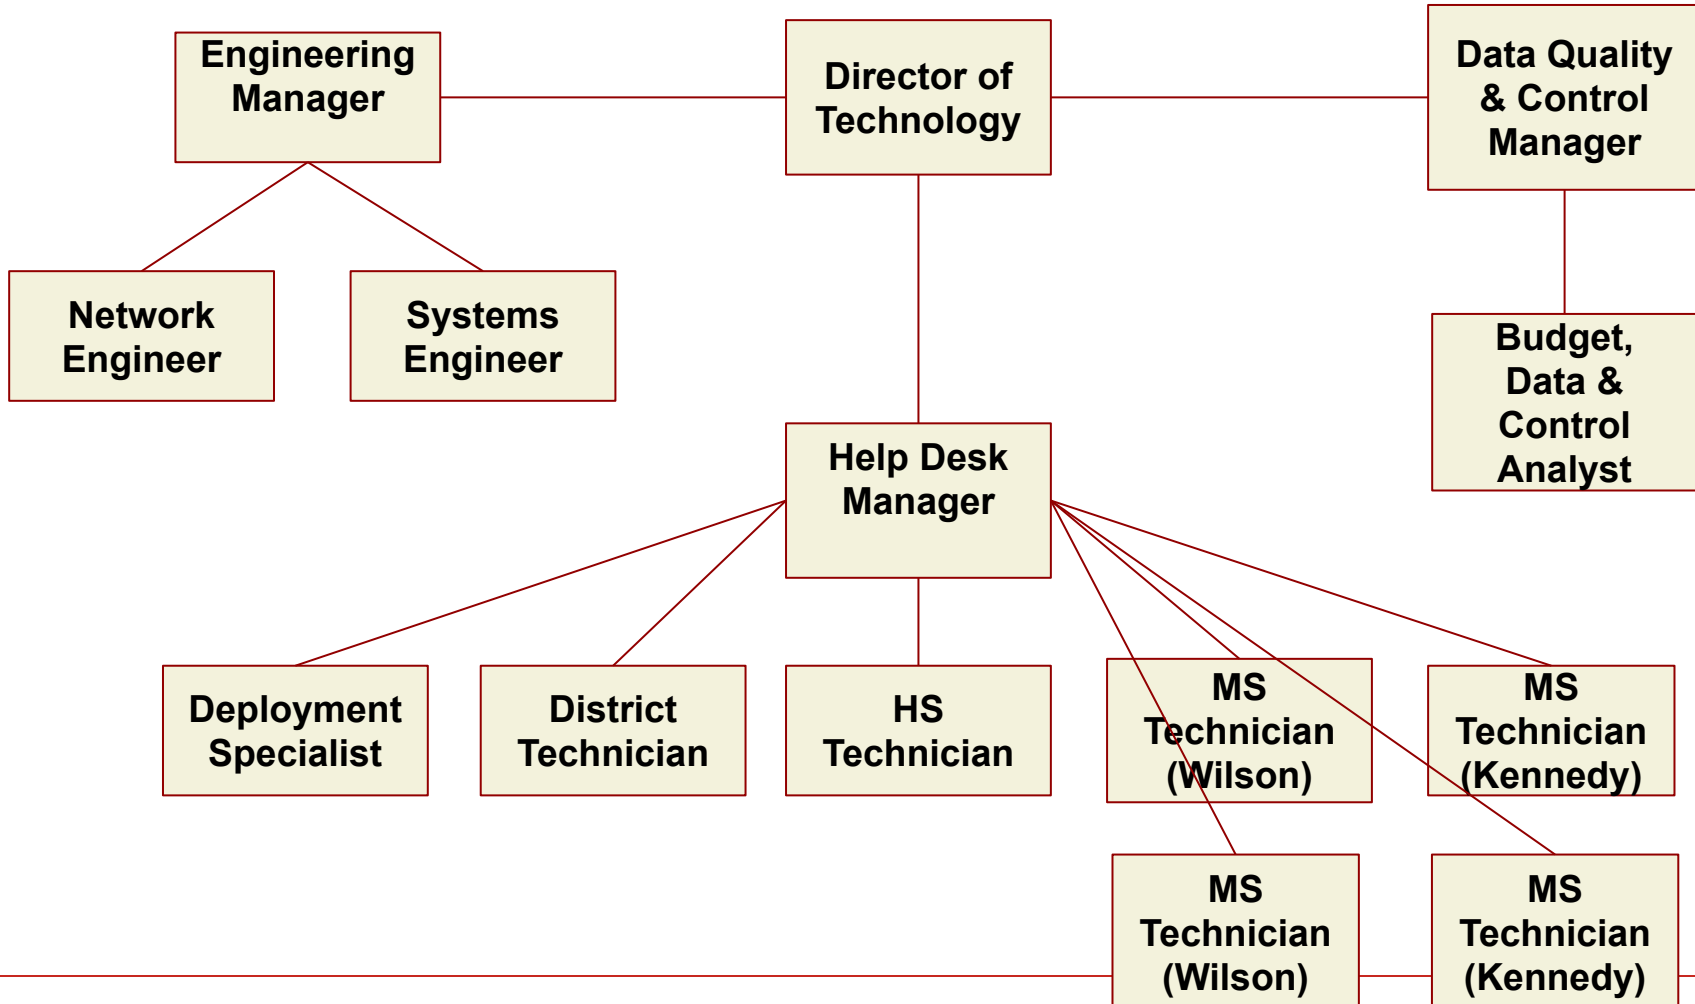 Engineering
Manager
Director of
Technology
Data Quality
& Control
Manager
Network
Engineer
Systems
Engineer
Budget,
Data &
Control
Analyst
Help Desk
Manager
Deployment
Specialist
District
Technician
HS
Technician
MS
Technician
(Wilson)
MS
Technician
(Kennedy)
MS
Technician
(Wilson)
MS
Technician
(Kennedy)